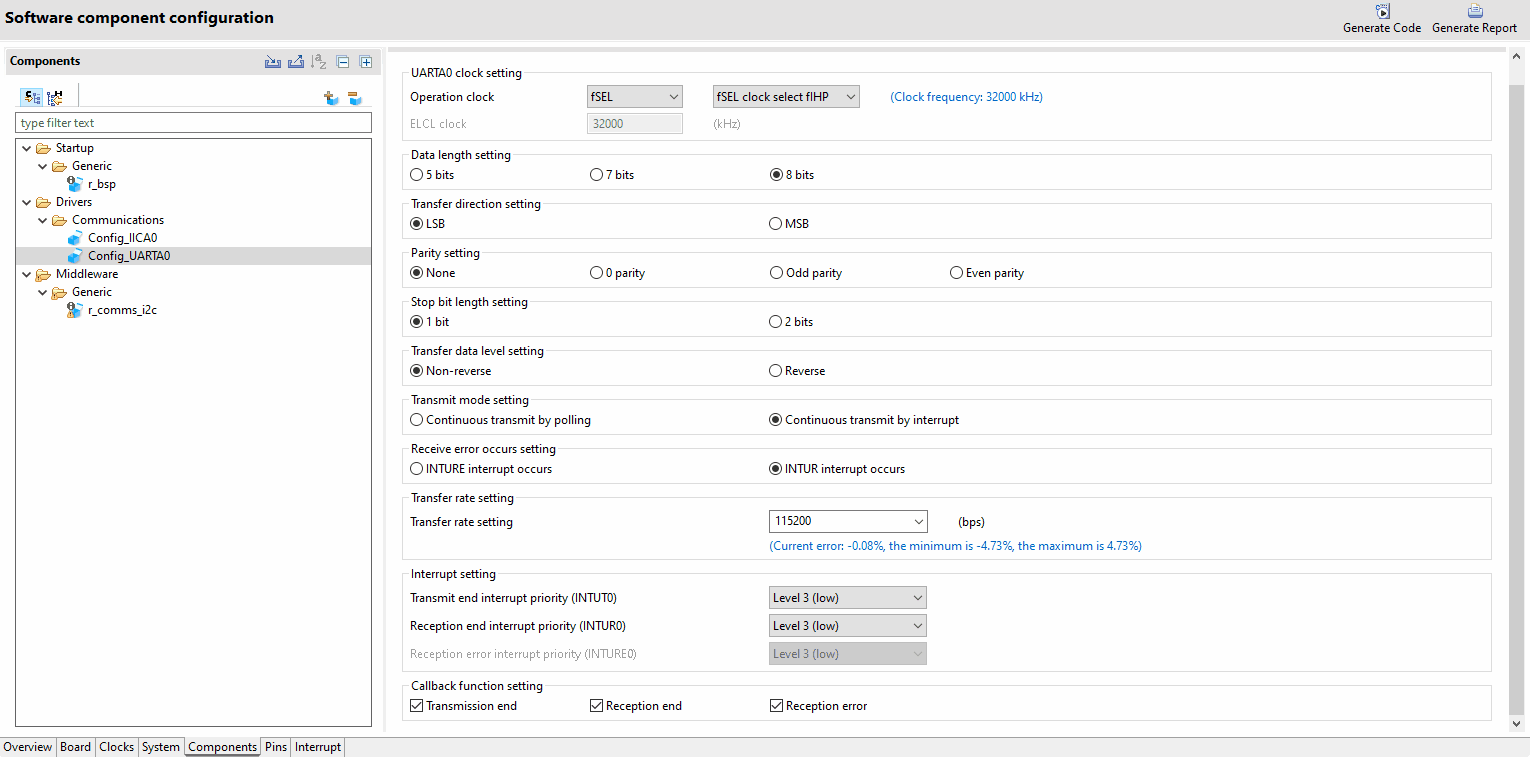 Software component configuration
Generate Code Generate Report
Components
type filter text
Startup
Generic
r_bsp
Drivers
Communications
Config_IICA0
Config_UARTA0
Middleware
Generic
r_comms_i2c
UARTA0 clock setting
Operation clock fSEL fSEL clock select fIHP (Clock frequency: 32000 kHz)
ELCL clock 32000 (kHz)
Data length setting
5 bits 7 bits 8 bits
Transfer direction setting
LSB MSB
Parity setting
None 0 parity Odd parity Even parity
Stop bit length setting
1 bit 2 bits
Transfer data level setting
Non-reverse Reverse
Transmit mode setting
Continuous transmit by polling Continuous transmit by interrupt
Receive error occurs setting
INTURE interrupt occurs INTUR interrupt occurs
Transfer rate setting
Transfer rate setting 115200 (bps)
(Current error: -0.08%, the minimum is -4.73%, the maximum is 4.73%)
Interrupt setting
Transmit end interrupt priority (INTUT0) Level 3 (low)
Reception end interrupt priority (INTUR0) Level 3 (low)
Reception error interrupt priority (INTURE0) Level 3 (low)
Callback function setting
Transmission end Reception end Reception error
Overview Board Clocks System Components Pins Interrupt